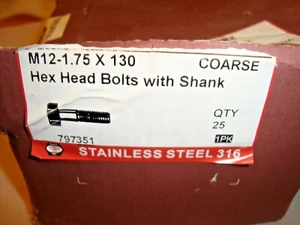 M12-1.75 X 130 COARSE
Hex Head Bolts with Shank
QTY
25
797351 1PK
STAINLESS STEEL 316